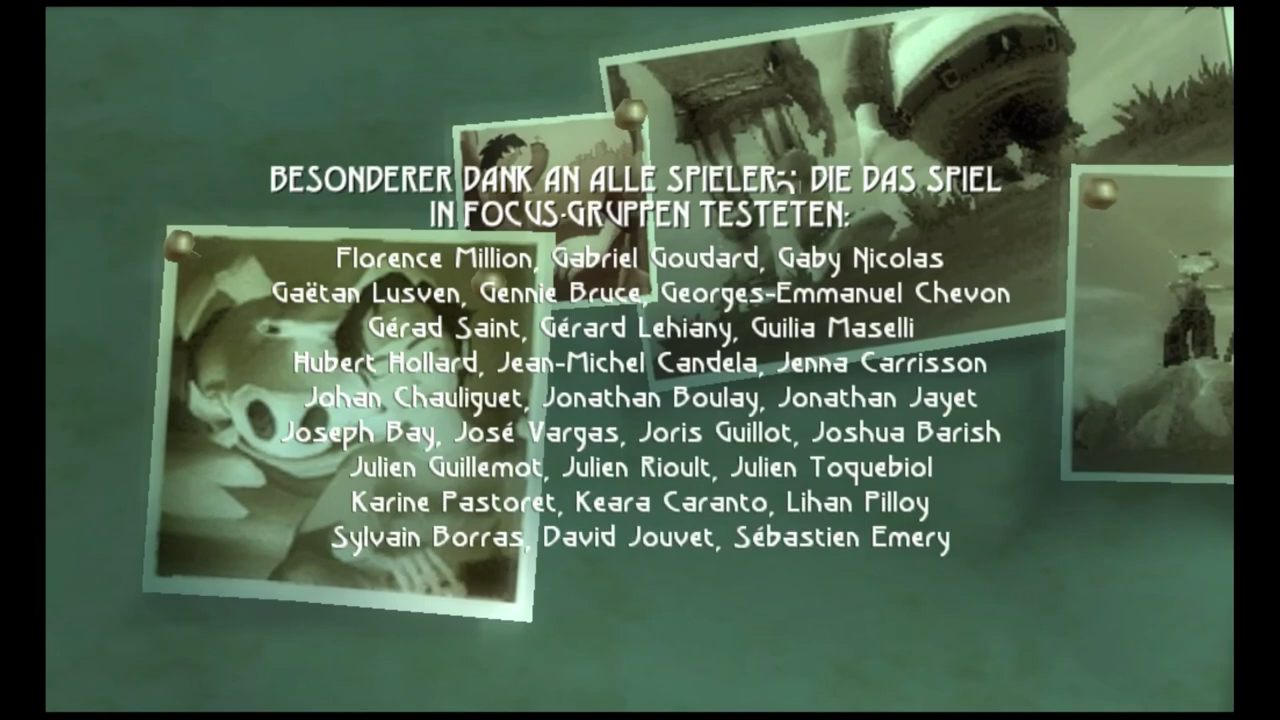 BESONDERER DANK AN ALLE SPIELER, DIE DAS SPIEL
IN FOCUS-GRUPPEN TESTETEN:
Florence Million, Gabriel Goudard, Gaby Nicolas
Gaëtan Lusven, Gennie Bruce, Georges-Emmanuel Chevon
Gérad Saint, Gérard Lehiany, Guilia Maselli
Hubert Hollard, Jean-Michel Candela, Jenna Carrisson
Johan Chauliguet, Jonathan Boulay, Jonathan Jayet
Joseph Bay, José Vargas, Joris Guillot, Joshua Barish
Julien Guillemot, Julien Rioult, Julien Toquebiol
Karine Pastoret, Keara Caranto, Lihan Pilloy
Sylvain Borras, David Jouvet, Sébastien Emery